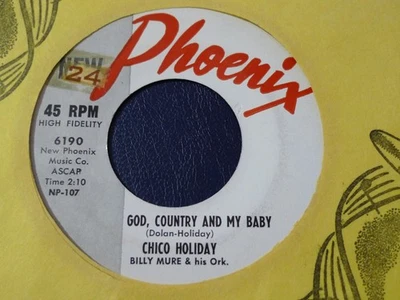 NEW Phoenix
24
45 RPM
HIGH FIDELITY
6190
New Phoenix
Music Co.
ASCAP
Time 2:10
NP-107
GOD, COUNTRY AND MY BABY
(Dolan-Holiday)
CHICO HOLIDAY
BILLY MURE & his Ork.